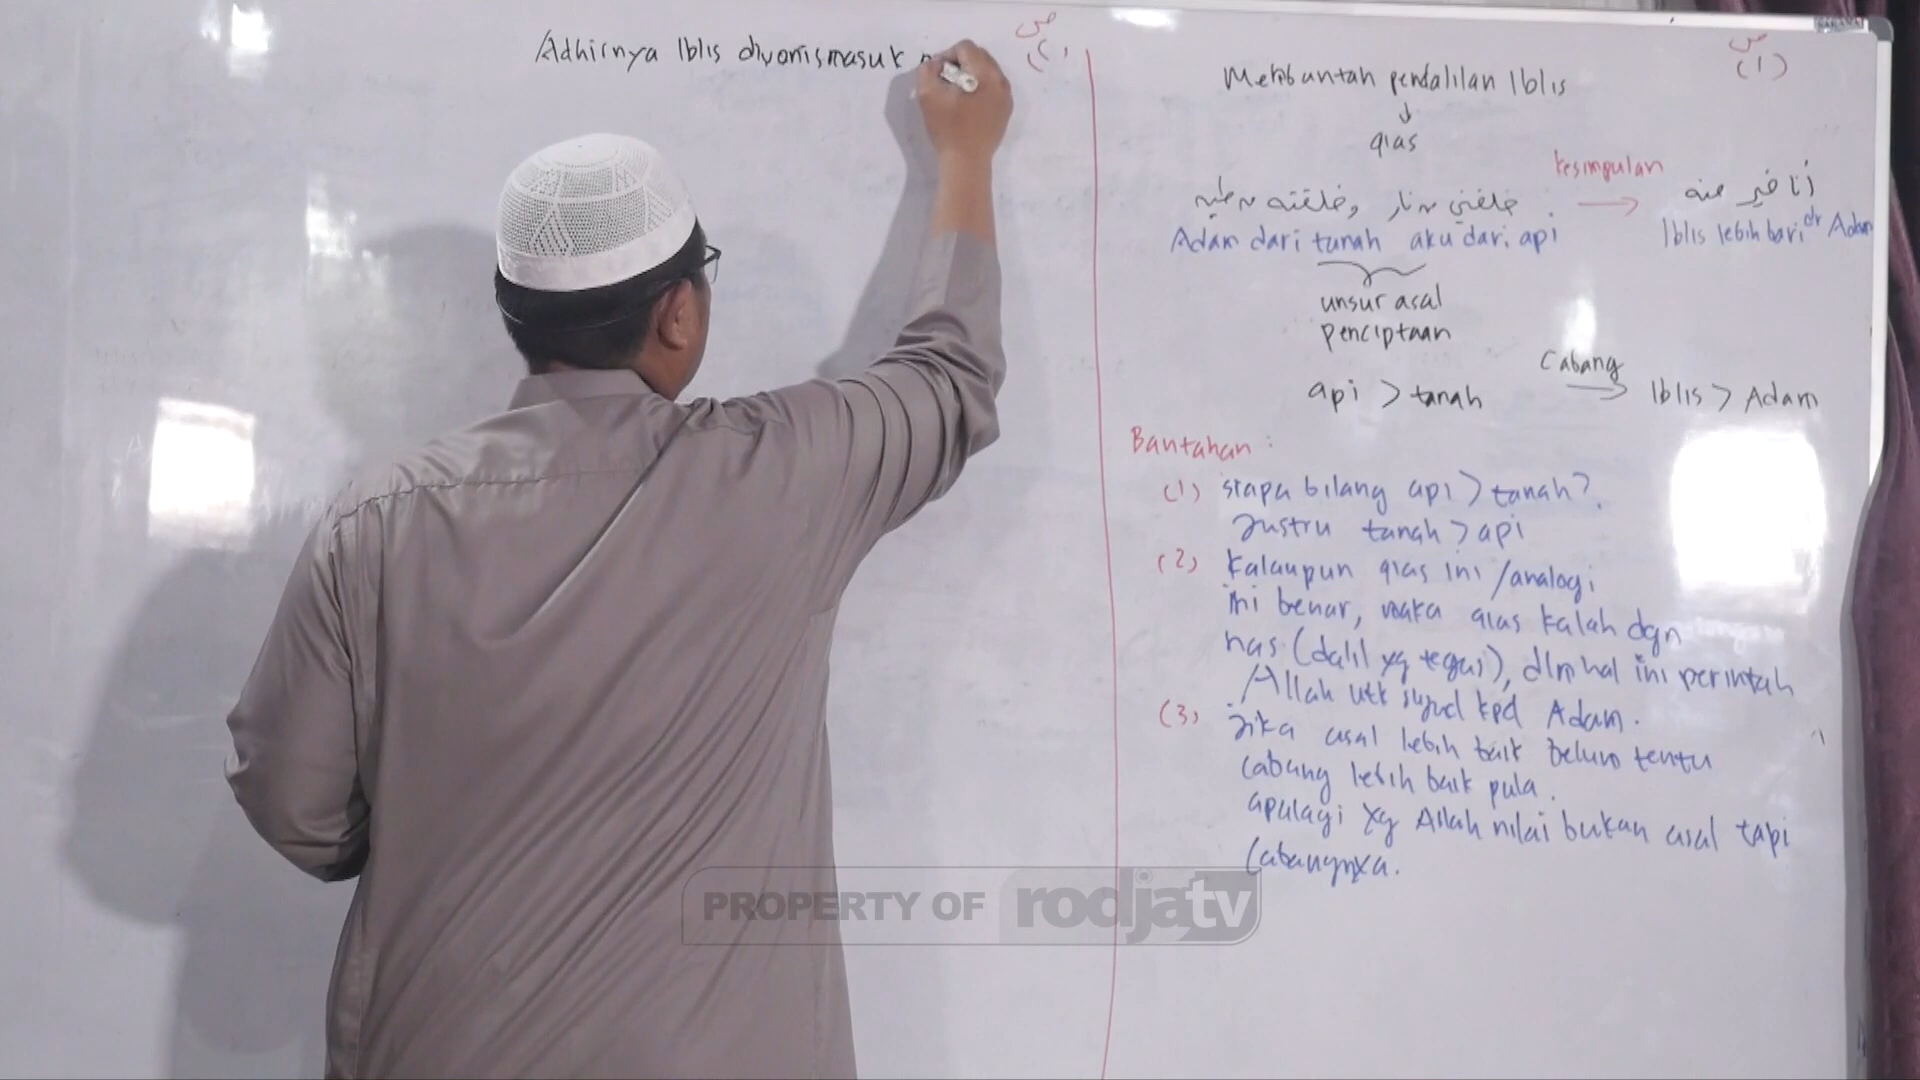 Adhirnya Iblis divonis masuk
ص
(1)
Membantah pendalilan Iblis
↓
qias
خلقتني من نار وخلقته من طين
kesimpulan
→
أنا خير منه
Adam dari tanah aku dari api
Iblis lebih bari dr Adam
unsur asal
penciptaan
api > tanah
Cabang
→
Iblis > Adam
Bantahan :
(1) siapa bilang api > tanah?.
Justru tanah > api
(2) kalaupun qias ini /analogi
ini benar, maka qias kalah dgn
nas (dalil yg tegas), dlm hal ini perintah
Allah utk sujud kpd Adam.
(3) Jika asal lebih baik belum tentu
cabang lebih baik pula.
apalagi yg Allah nilai bukan asal tapi
cabangnya.
PROPERTY OF rodjatv